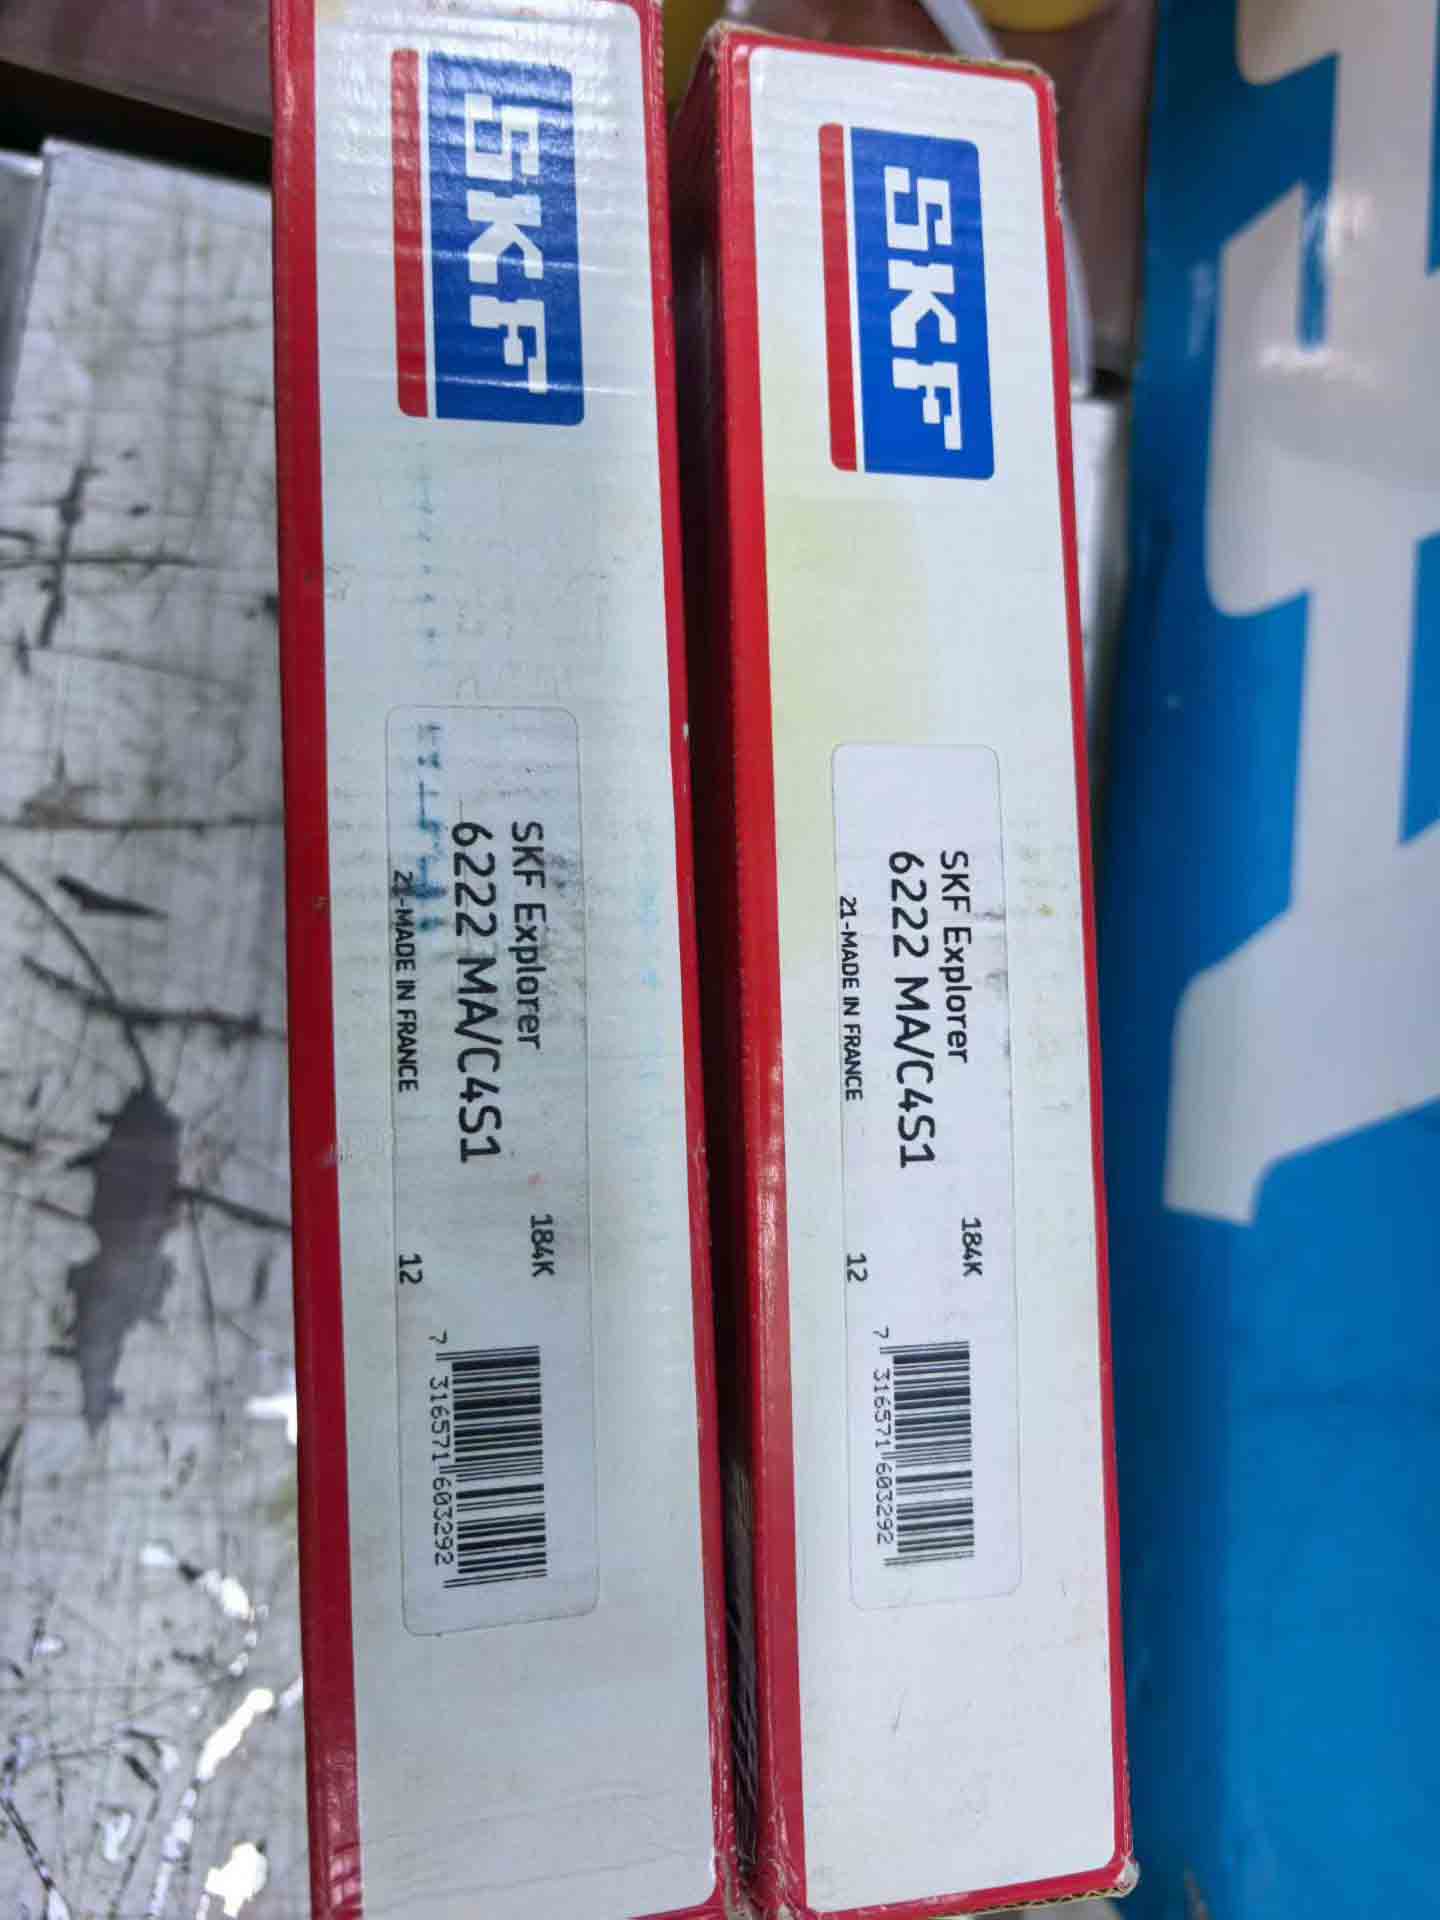 SKF
SKF Explorer
6222 MA/C4S1
21-MADE IN FRANCE
184K
12
7 316571 603292
SKF
SKF Explorer
6222 MA/C4S1
21-MADE IN FRANCE
184K
12
7 316571 603292